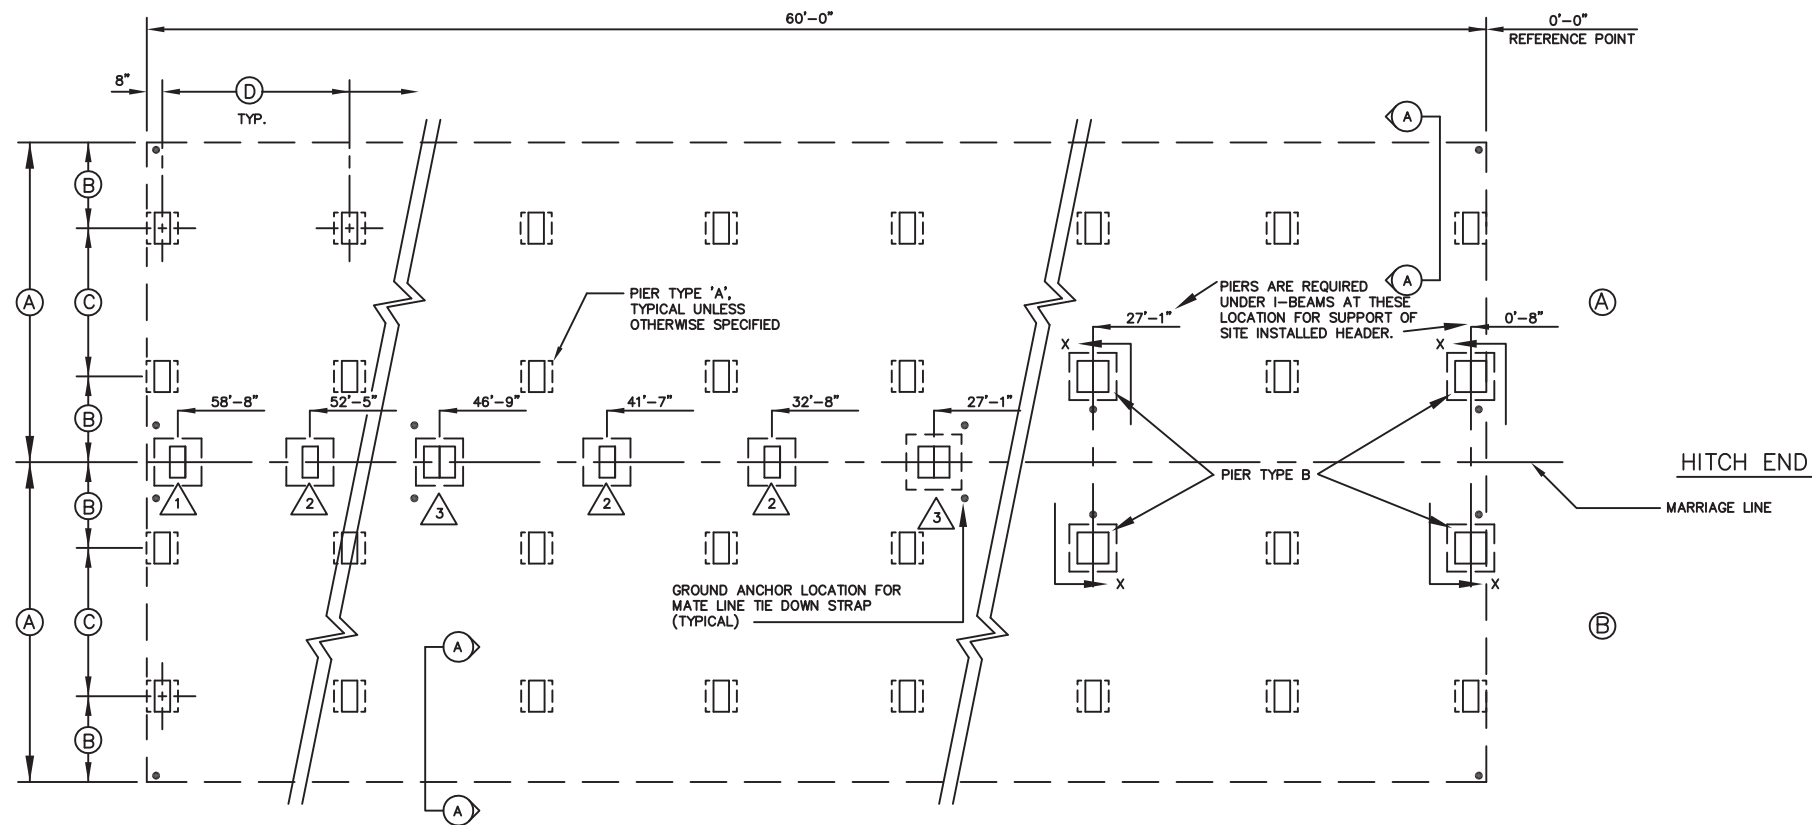 60'-0"
0'-0"
REFERENCE POINT
8"
D
TYP.
A
B
A
C
B
A
PIER TYPE 'A',
TYPICAL UNLESS
OTHERWISE SPECIFIED
PIERS ARE REQUIRED
UNDER I-BEAMS AT THESE
LOCATION FOR SUPPORT OF
SITE INSTALLED HEADER.
A
27'-1"
0'-8"
X
X
58'-8"
52'-5"
46'-9"
41'-7"
32'-8"
27'-1"
PIER TYPE B
HITCH END
MARRIAGE LINE
1
2
3
2
2
3
B
A
C
B
X
X
GROUND ANCHOR LOCATION FOR
MATE LINE TIE DOWN STRAP
(TYPICAL)
B
A
A